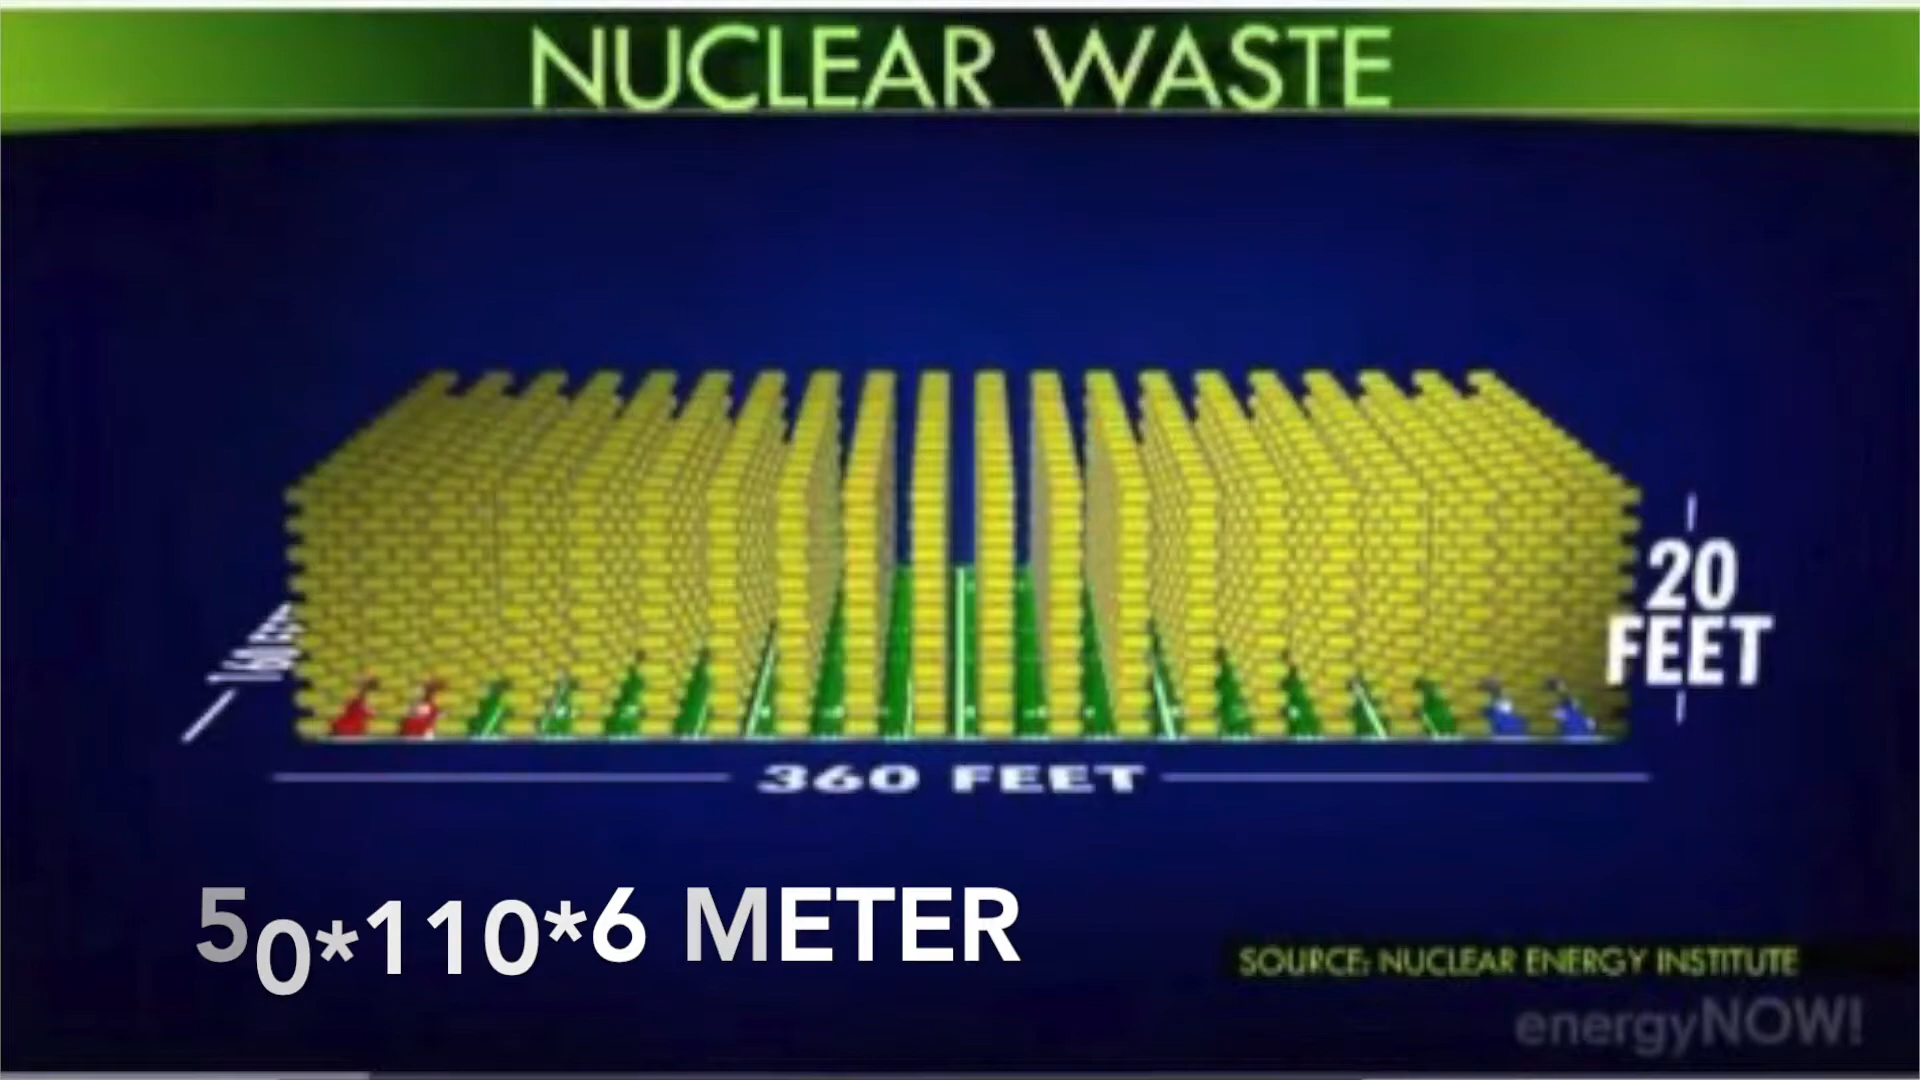 NUCLEAR WASTE
20
FEET
360 FEET
50*110*6 METER
SOURCE: NUCLEAR ENERGY INSTITUTE
energyNOW!